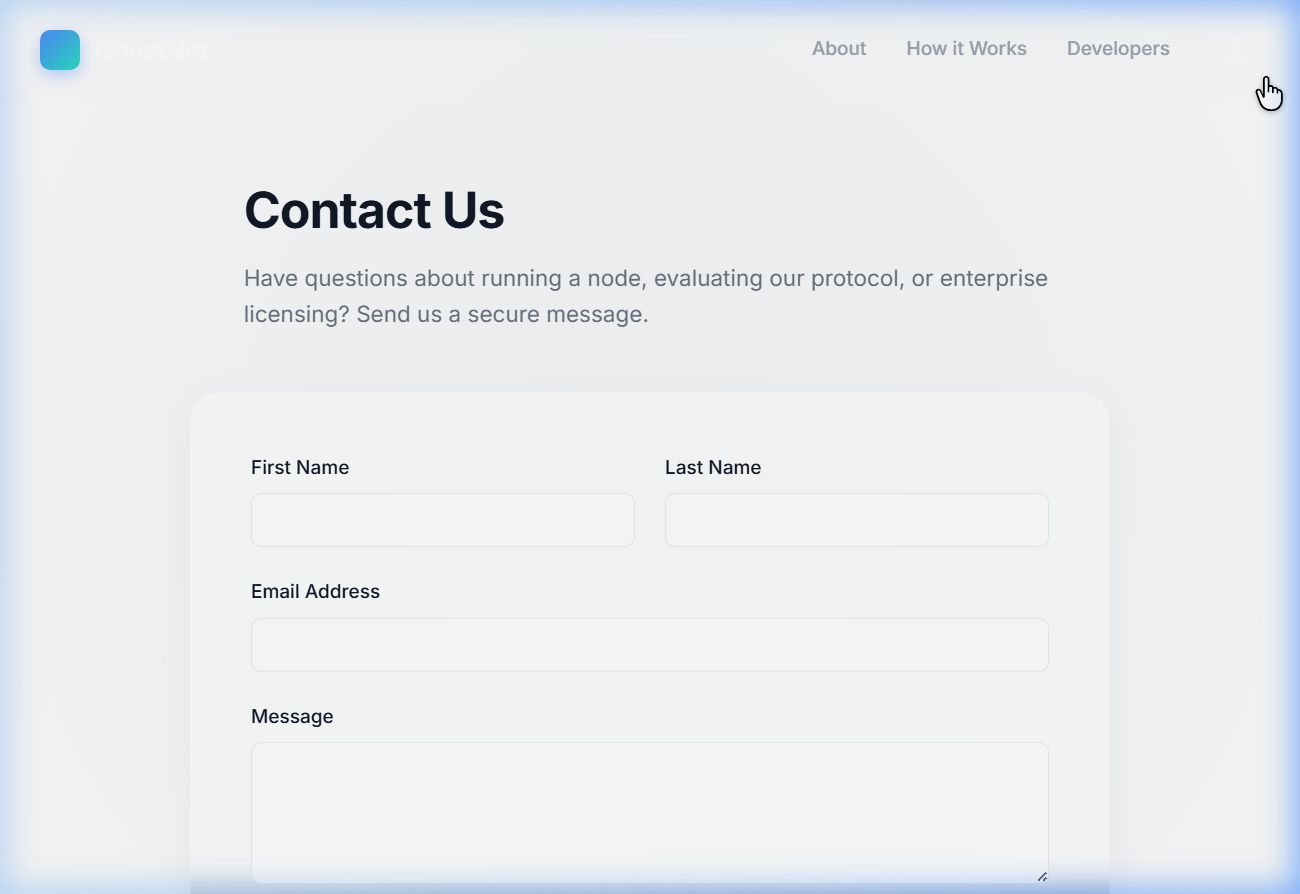 GhostNet
About
How it Works
Developers
Contact Us
Have questions about running a node, evaluating our protocol, or enterprise
licensing? Send us a secure message.
First Name
Last Name
Email Address
Message